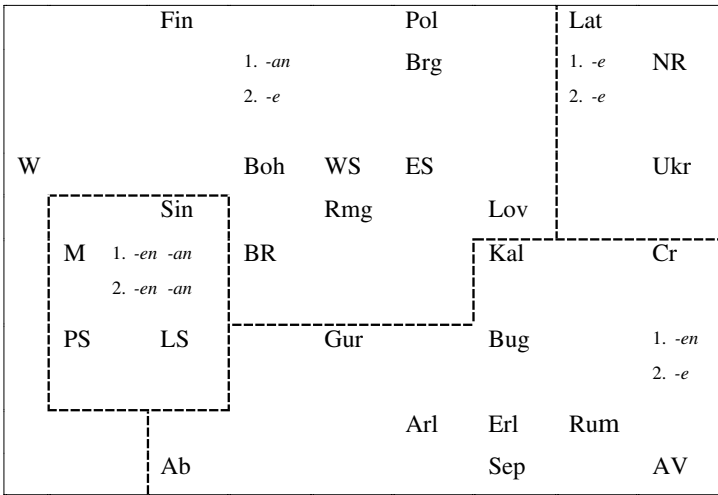 Fin Pol Lat
1. -an Brg 1. -e NR
2. -e 2. -e
W Boh WS ES Ukr
Sin Rmg Lov
M 1. -en -an BR Kal Cr
2. -en -an
PS LS Gur Bug 1. -en
2. -e
Arl Erl Rum
Ab Sep AV